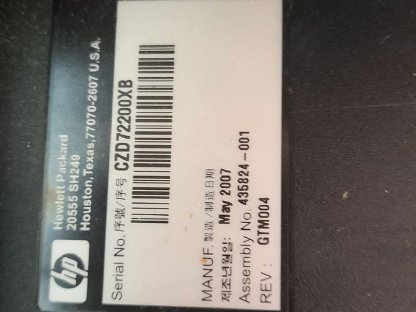 hp
Hewlett Packard
20555 SH249
Houston,Texas,77070-2607 U.S.A.
Serial No./序號/序号 CZD72200XB
MANUF,製造/制造日期
제조년월일: May 2007
Assembly No. 435824-001
REV: GTM004